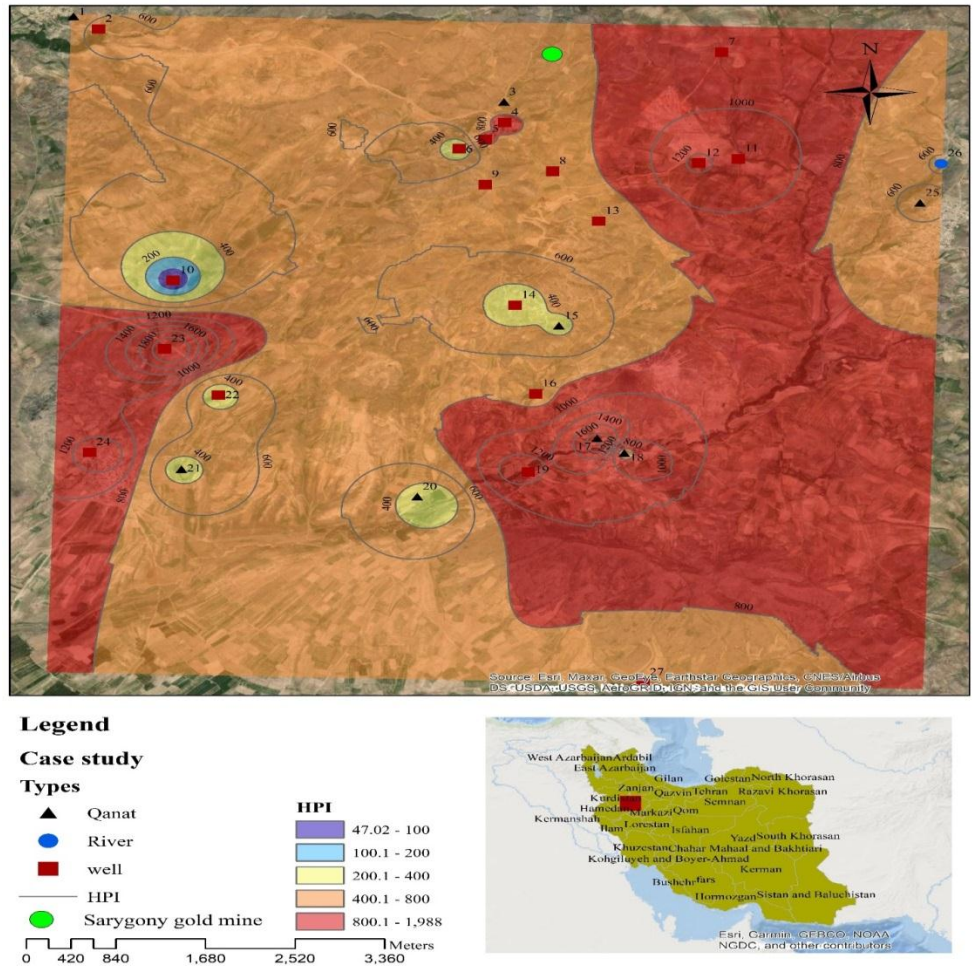 1
2
600
7
N
600
3
1000
4
800
5
600
400
6
1200
12
11
800
600
26
8
9
600
25
13
400
200
10
600
400
14
15
600
1200
1400
1600
1800
23
1000
400
22
16
1000
1400
1600
17
1200
800
18
600
1200
19
1200
24
800
400
21
600
20
400
600
800
27
Source: Esri, Maxar, GeoEye, Earthstar Geographics, CNES/Airbus
DS, USDA, USGS, AeroGRID, IGN, and the GIS User Community
Legend
Case study
Types
Qanat
River
well
HPI
Sarygony gold mine
HPI
47.02 - 100
100.1 - 200
200.1 - 400
400.1 - 800
800.1 - 1,988
Meters
0 420 840 1,680 2,520 3,360
West Azarbaijan Ardabil
East Azarbaijan
Gilan Golestan North Khorasan
Zanjan
Qazvin Tehran Razavi Khorasan
Kurdistan Semnan
Hamedan Markazi Qom
Kermanshah
Ilam Lorestan Isfahan
Yazd South Khorasan
Khuzestan Chahar Mahaal and Bakhtiari
Kohgiluyeh and Boyer-Ahmad
Kerman
Bushehr fars
Hormozgan Sistan and Baluchistan
Esri, Garmin, GEBCO, NOAA
NGDC, and other contributors